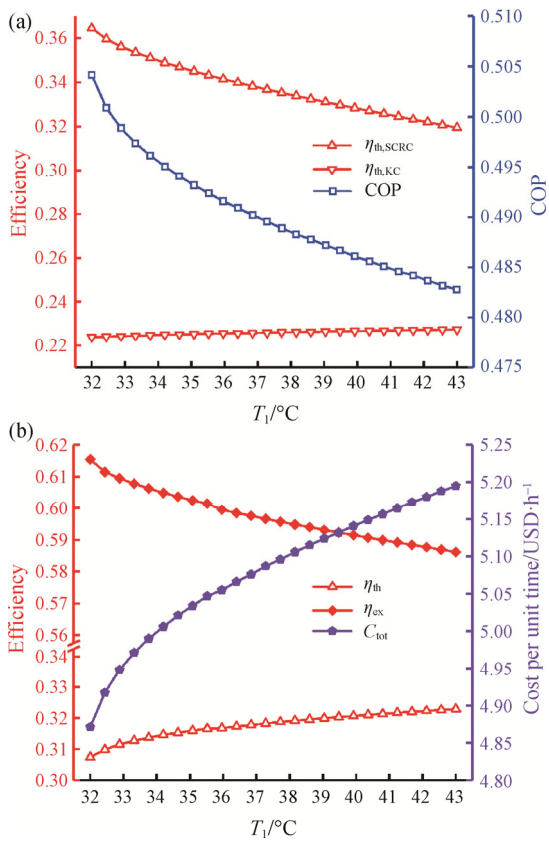 (a)
0.36
0.34
0.32
0.30
0.28
0.26
0.24
0.22
Efficiency
ηth,SCRC
ηth,KC
COP
0.510
0.505
0.500
0.495
0.490
0.485
0.480
0.475
COP
32 33 34 35 36 37 38 39 40 41 42 43
T1/°C
(b)
0.62
0.61
0.60
0.59
0.58
0.57
0.56
0.34
0.33
0.32
0.31
0.30
Efficiency
ηth
ηex
Ctot
5.25
5.20
5.15
5.10
5.05
5.00
4.95
4.90
4.85
4.80
Cost per unit time/USD·h⁻¹
32 33 34 35 36 37 38 39 40 41 42 43
T1/°C